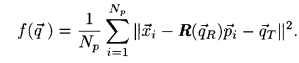 $f(\vec{q}\,) = \frac{1}{N_p} \sum_{i=1}^{N_p} \| \vec{x}_i - \boldsymbol{R}(\vec{q}_R)\vec{p}_i - \vec{q}_T \|^2.$